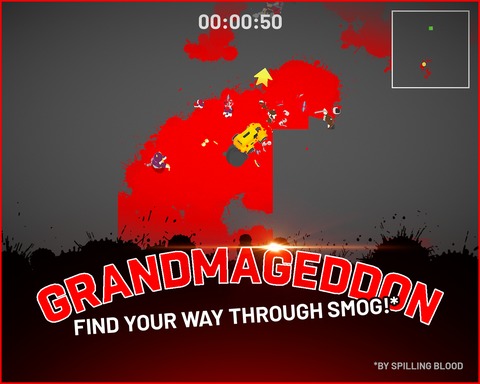 00:00:50
GRANDMAGEDDON
FIND YOUR WAY THROUGH SMOG!*
*BY SPILLING BLOOD